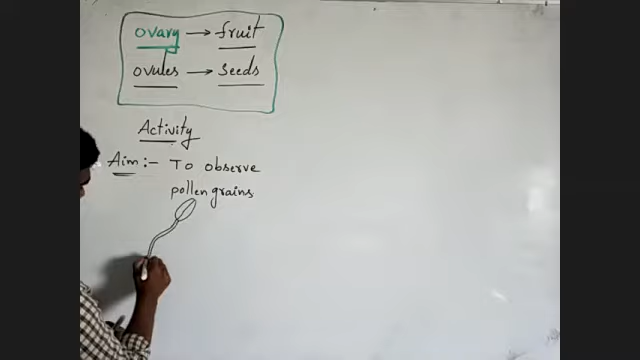 ovary → fruit
ovules → seeds
Activity
Aim :- To observe
pollen grains